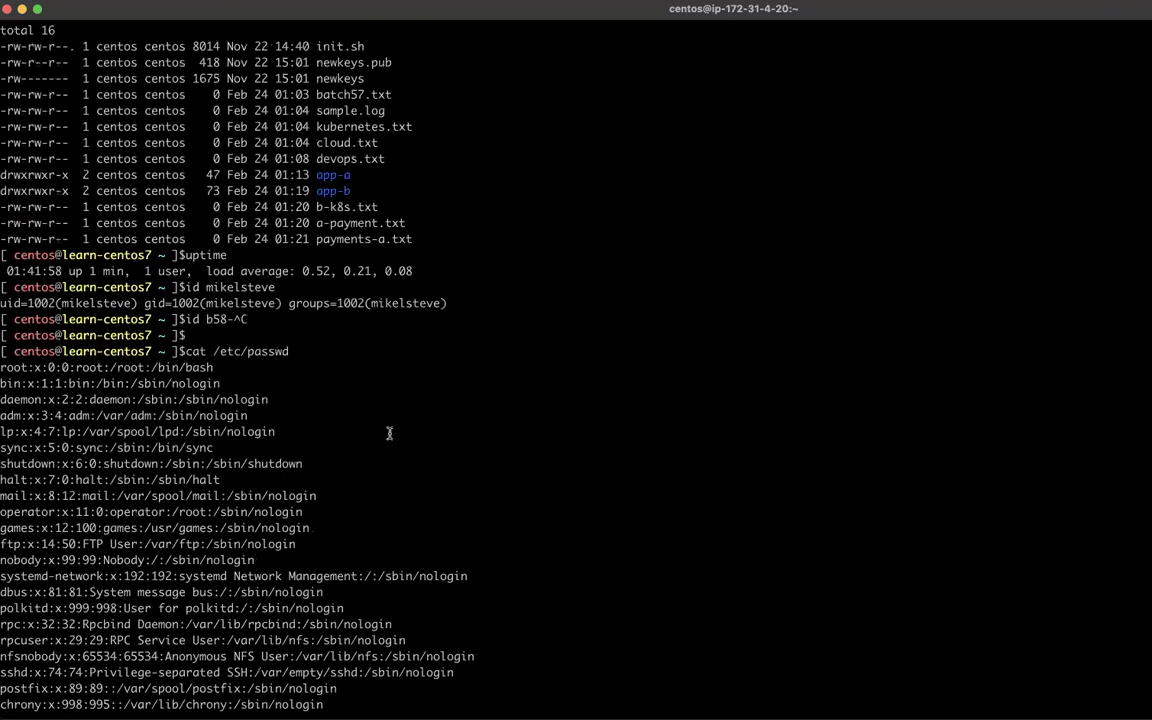 centos@ip-172-31-4-20:~
total 16
-rw-rw-r--. 1 centos centos 8014 Nov 22 14:40 init.sh
-rw-r--r--  1 centos centos  418 Nov 22 15:01 newkeys.pub
-rw-------  1 centos centos 1675 Nov 22 15:01 newkeys
-rw-rw-r--  1 centos centos    0 Feb 24 01:03 batch57.txt
-rw-rw-r--  1 centos centos    0 Feb 24 01:04 sample.log
-rw-rw-r--  1 centos centos    0 Feb 24 01:04 kubernetes.txt
-rw-rw-r--  1 centos centos    0 Feb 24 01:04 cloud.txt
-rw-rw-r--  1 centos centos    0 Feb 24 01:08 devops.txt
drwxrwxr-x  2 centos centos   47 Feb 24 01:13 app-a
drwxrwxr-x  2 centos centos   73 Feb 24 01:19 app-b
-rw-rw-r--  1 centos centos    0 Feb 24 01:20 b-k8s.txt
-rw-rw-r--  1 centos centos    0 Feb 24 01:20 a-payment.txt
-rw-rw-r--  1 centos centos    0 Feb 24 01:21 payments-a.txt
[ centos@learn-centos7 ~ ]$uptime
 01:41:58 up 1 min,  1 user,  load average: 0.52, 0.21, 0.08
[ centos@learn-centos7 ~ ]$id mikelsteve
uid=1002(mikelsteve) gid=1002(mikelsteve) groups=1002(mikelsteve)
[ centos@learn-centos7 ~ ]$id b58-^C
[ centos@learn-centos7 ~ ]$
[ centos@learn-centos7 ~ ]$cat /etc/passwd
root:x:0:0:root:/root:/bin/bash
bin:x:1:1:bin:/bin:/sbin/nologin
daemon:x:2:2:daemon:/sbin:/sbin/nologin
adm:x:3:4:adm:/var/adm:/sbin/nologin
lp:x:4:7:lp:/var/spool/lpd:/sbin/nologin
sync:x:5:0:sync:/sbin:/bin/sync
shutdown:x:6:0:shutdown:/sbin:/sbin/shutdown
halt:x:7:0:halt:/sbin:/sbin/halt
mail:x:8:12:mail:/var/spool/mail:/sbin/nologin
operator:x:11:0:operator:/root:/sbin/nologin
games:x:12:100:games:/usr/games:/sbin/nologin
ftp:x:14:50:FTP User:/var/ftp:/sbin/nologin
nobody:x:99:99:Nobody:/:/sbin/nologin
systemd-network:x:192:192:systemd Network Management:/:/sbin/nologin
dbus:x:81:81:System message bus:/:/sbin/nologin
polkitd:x:999:998:User for polkitd:/:/sbin/nologin
rpc:x:32:32:Rpcbind Daemon:/var/lib/rpcbind:/sbin/nologin
rpcuser:x:29:29:RPC Service User:/var/lib/nfs:/sbin/nologin
nfsnobody:x:65534:65534:Anonymous NFS User:/var/lib/nfs:/sbin/nologin
sshd:x:74:74:Privilege-separated SSH:/var/empty/sshd:/sbin/nologin
postfix:x:89:89::/var/spool/postfix:/sbin/nologin
chrony:x:998:995::/var/lib/chrony:/sbin/nologin